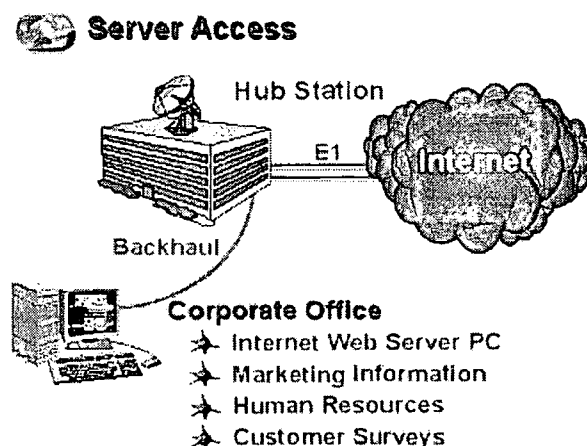 Server Access
Hub Station
E1
Internet
Backhaul
Corporate Office
Internet Web Server PC
Marketing Information
Human Resources
Customer Surveys